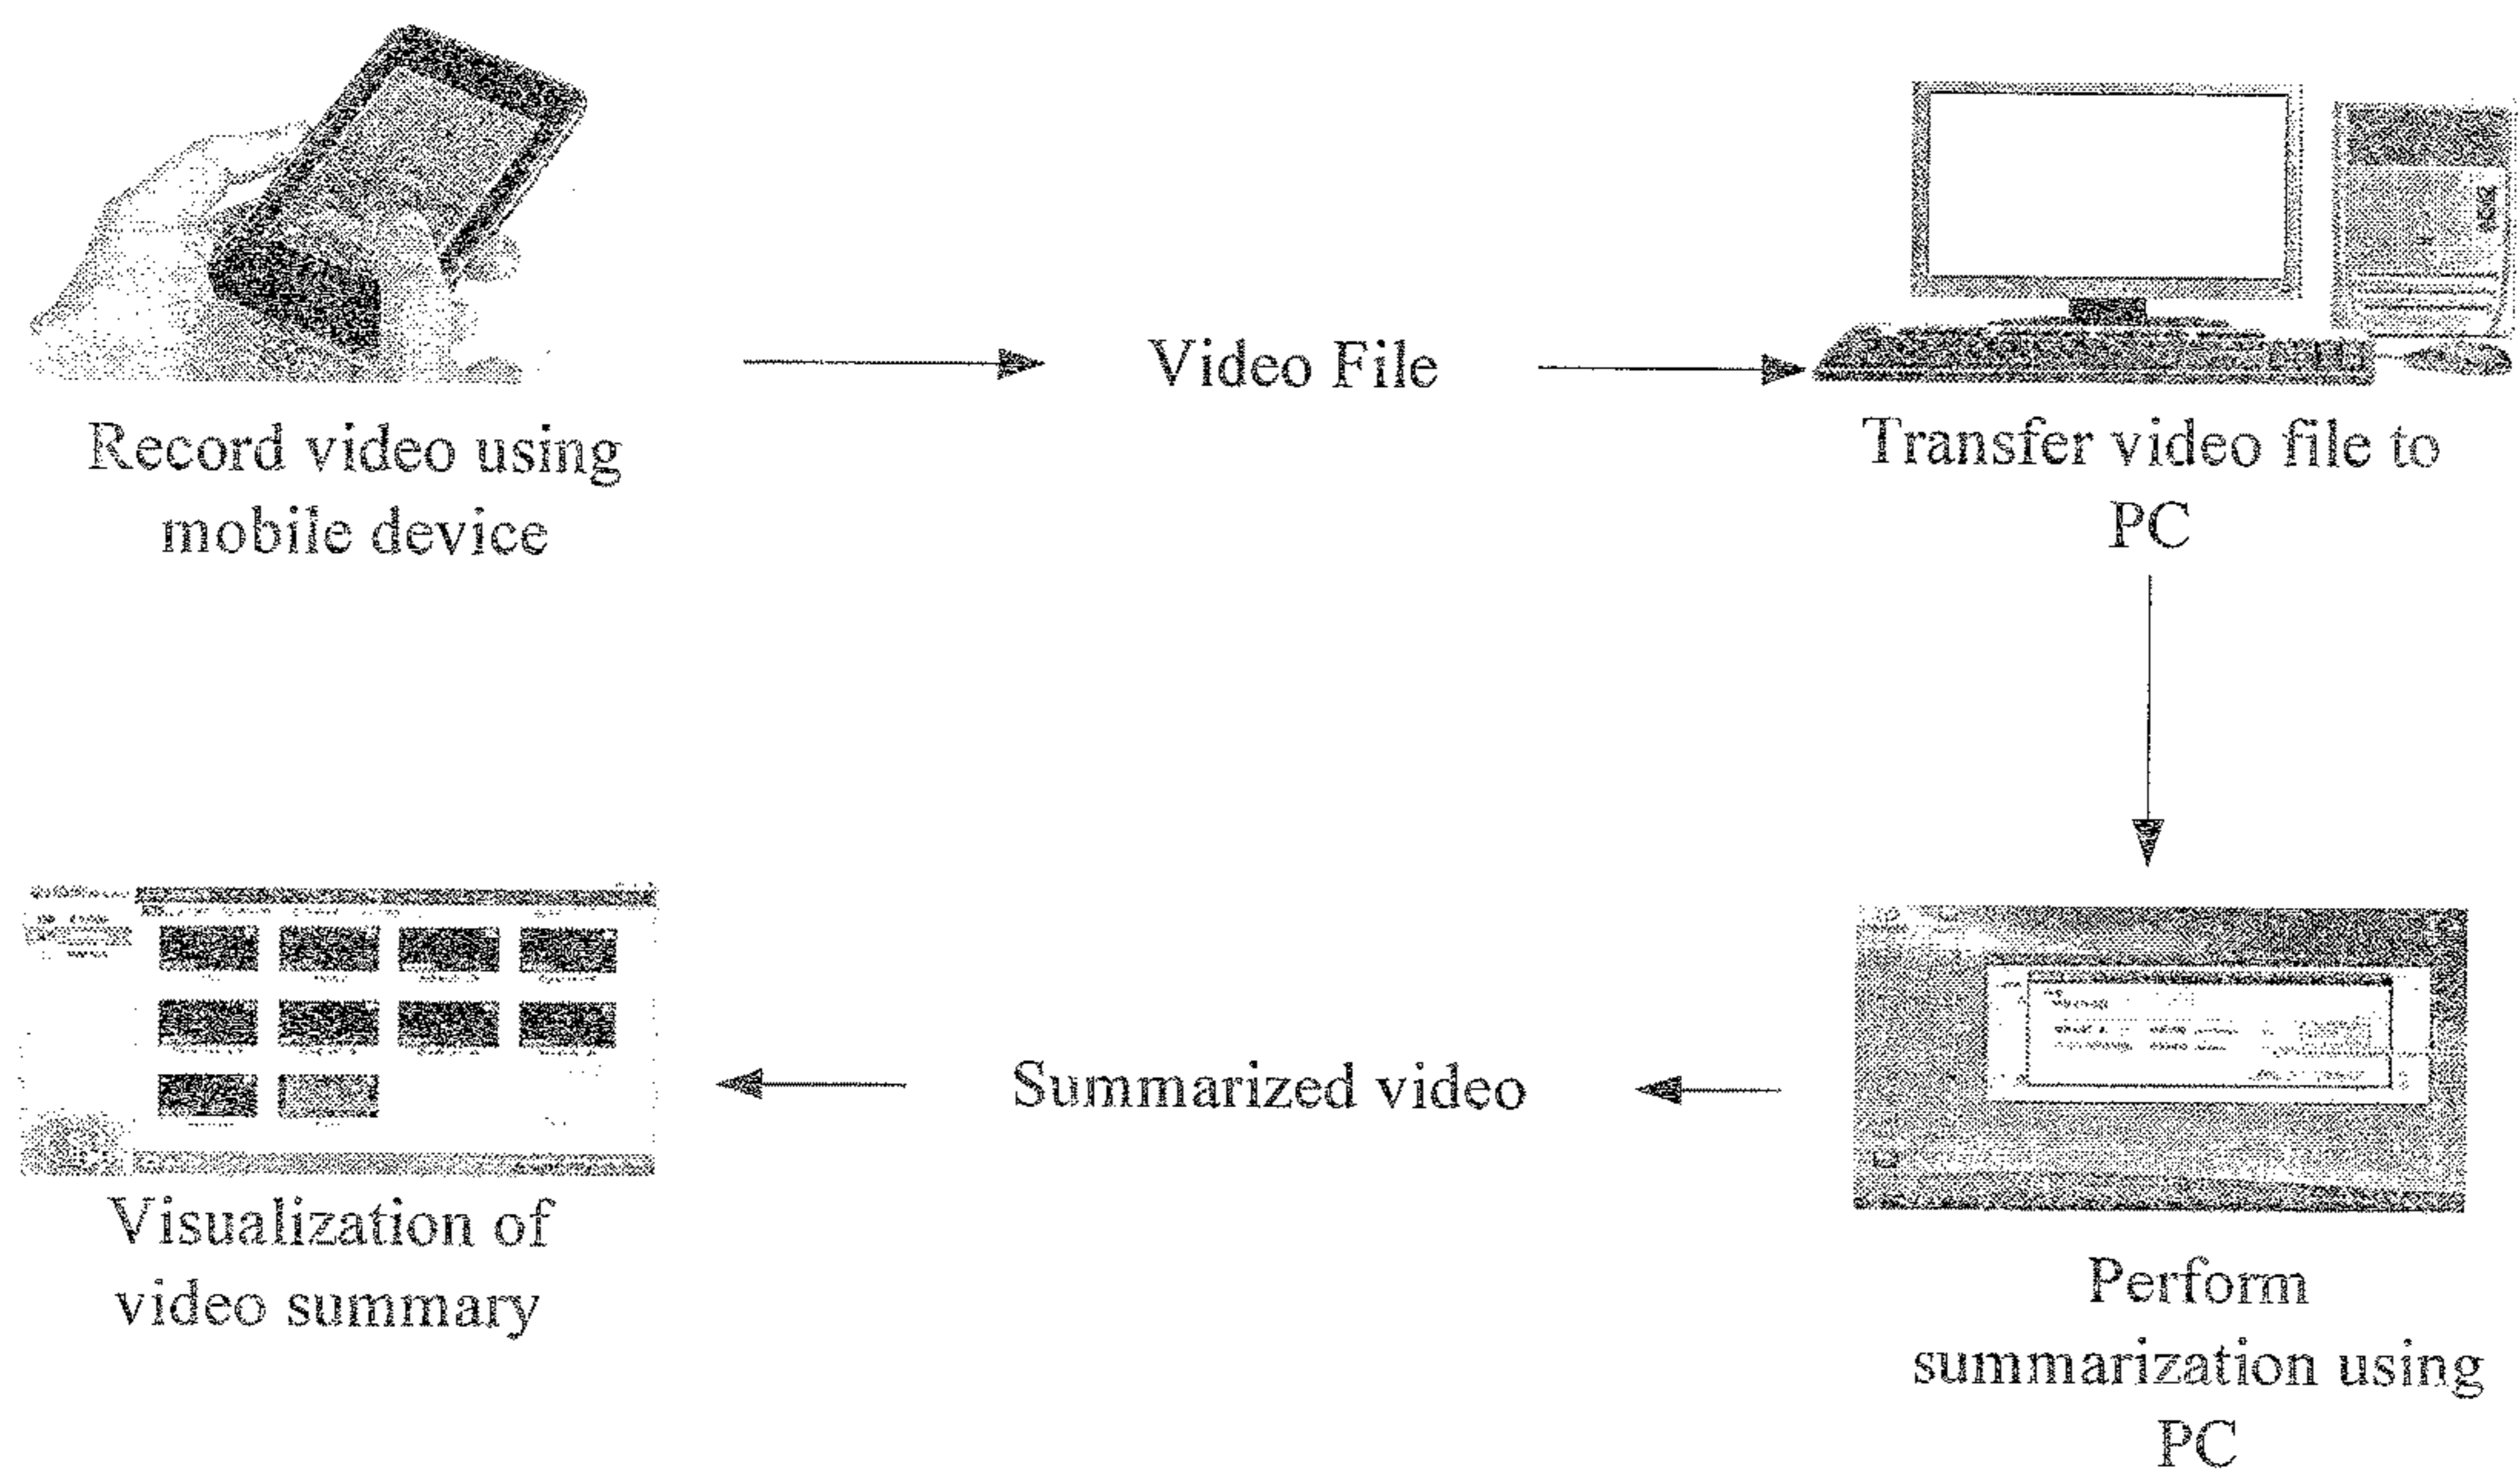 Video File
Record video using
mobile device
Transfer video file to
PC
Summarized video
Visualization of
video summary
Perform
summarization using
PC